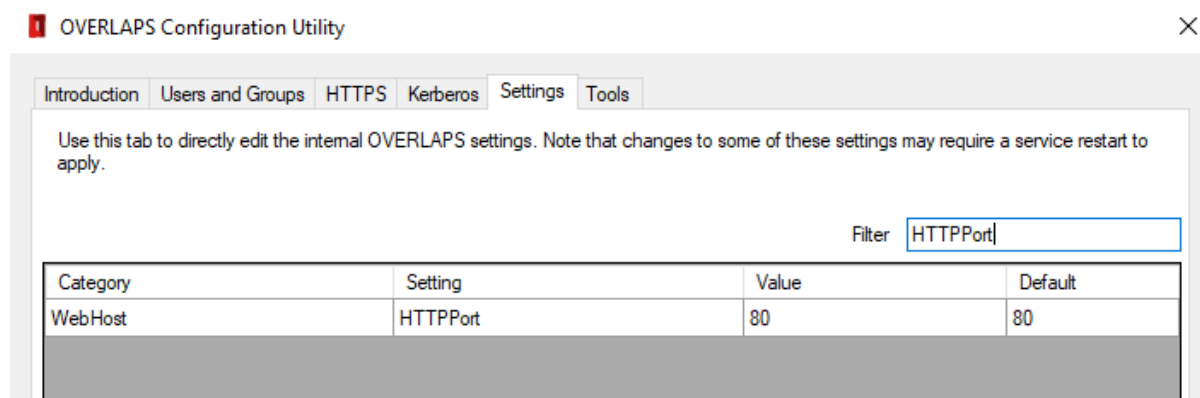 OVERLAPS Configuration Utility
Introduction Users and Groups HTTPS Kerberos Settings Tools
Use this tab to directly edit the internal OVERLAPS settings. Note that changes to some of these settings may require a service restart to
apply.
Filter HTTPPort
Category Setting Value Default
WebHost HTTPPort 80 80